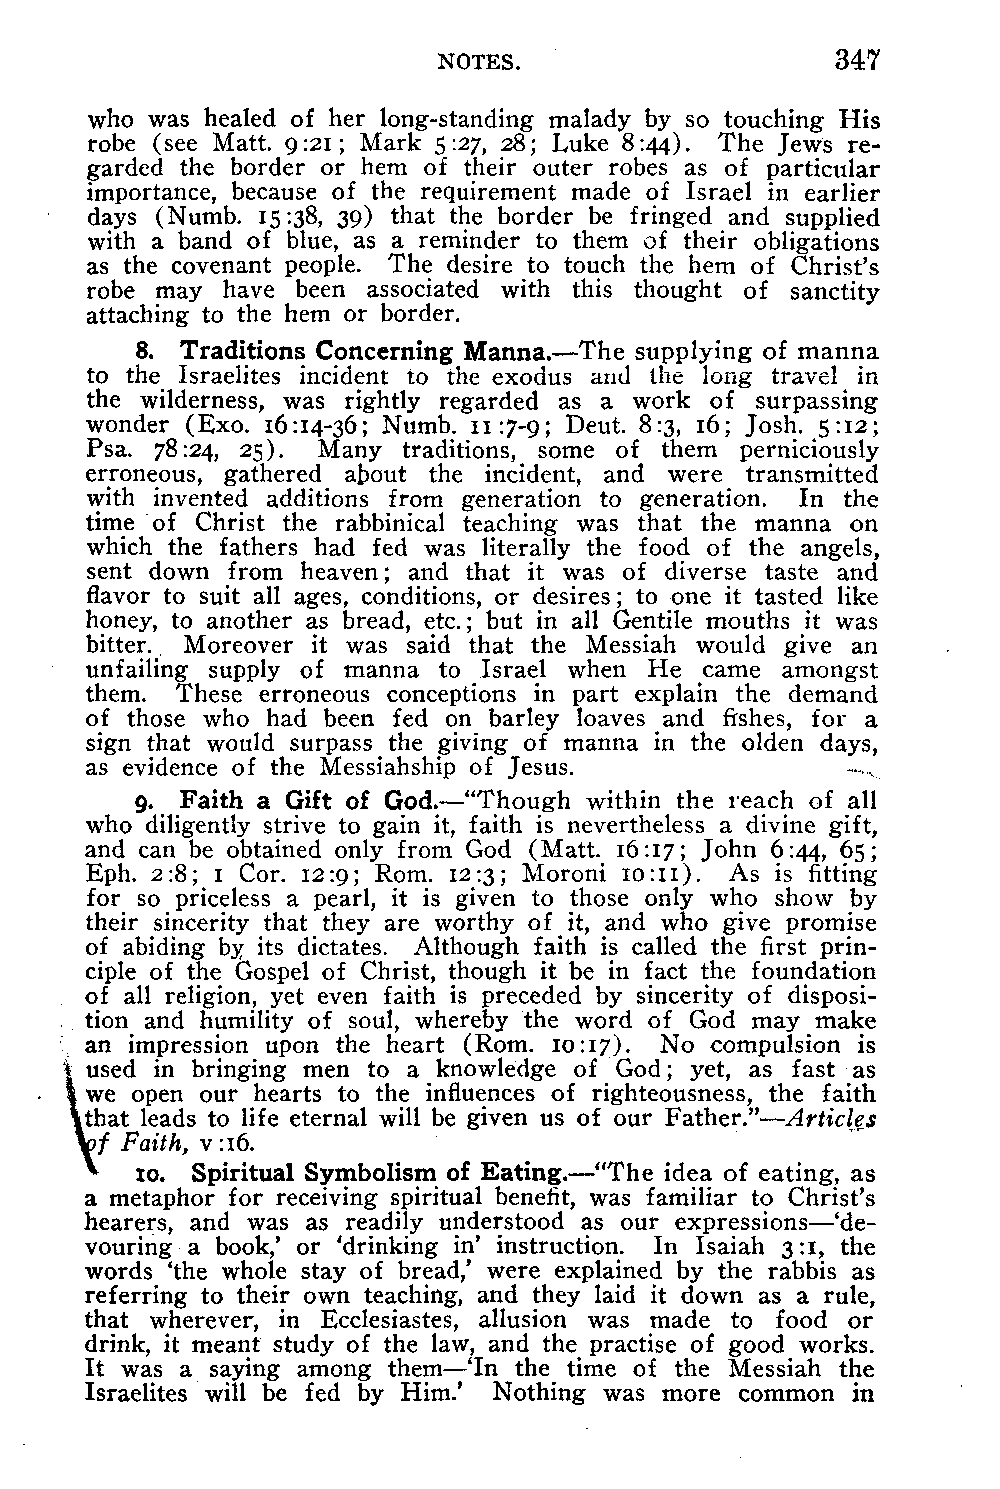 NOTES. 347
who was healed of her long-standing malady by so touching His
robe (see Matt. 9:21; Mark 5:27, 28; Luke 8:44). The Jews re-
garded the border or hem of their outer robes as of particular
importance, because of the requirement made of Israel in earlier
days (Numb. 15:38, 39) that the border be fringed and supplied
with a band of blue, as a reminder to them of their obligations
as the covenant people. The desire to touch the hem of Christ's
robe may have been associated with this thought of sanctity
attaching to the hem or border.
8. Traditions Concerning Manna.—The supplying of manna
to the Israelites incident to the exodus and the long travel in
the wilderness, was rightly regarded as a work of surpassing
wonder (Exo. 16:14-36; Numb. 11:7-9; Deut. 8:3, 16; Josh. 5:12;
Psa. 78:24, 25). Many traditions, some of them perniciously
erroneous, gathered about the incident, and were transmitted
with invented additions from generation to generation. In the
time of Christ the rabbinical teaching was that the manna on
which the fathers had fed was literally the food of the angels,
sent down from heaven; and that it was of diverse taste and
flavor to suit all ages, conditions, or desires; to one it tasted like
honey, to another as bread, etc.; but in all Gentile mouths it was
bitter. Moreover it was said that the Messiah would give an
unfailing supply of manna to Israel when He came amongst
them. These erroneous conceptions in part explain the demand
of those who had been fed on barley loaves and fishes, for a
sign that would surpass the giving of manna in the olden days,
as evidence of the Messiahship of Jesus.
9. Faith a Gift of God.—"Though within the reach of all
who diligently strive to gain it, faith is nevertheless a divine gift,
and can be obtained only from God (Matt. 16:17; John 6:44, 65;
Eph. 2:8; 1 Cor. 12:9; Rom. 12:3; Moroni 10:11). As is fitting
for so priceless a pearl, it is given to those only who show by
their sincerity that they are worthy of it, and who give promise
of abiding by its dictates. Although faith is called the first prin-
ciple of the Gospel of Christ, though it be in fact the foundation
of all religion, yet even faith is preceded by sincerity of disposi-
tion and humility of soul, whereby the word of God may make
an impression upon the heart (Rom. 10:17). No compulsion is
used in bringing men to a knowledge of God; yet, as fast as
we open our hearts to the influences of righteousness, the faith
that leads to life eternal will be given us of our Father."—Articles
of Faith, v:16.
10. Spiritual Symbolism of Eating.—"The idea of eating, as
a metaphor for receiving spiritual benefit, was familiar to Christ's
hearers, and was as readily understood as our expressions—'de-
vouring a book,' or 'drinking in' instruction. In Isaiah 3:1, the
words 'the whole stay of bread,' were explained by the rabbis as
referring to their own teaching, and they laid it down as a rule,
that wherever, in Ecclesiastes, allusion was made to food or
drink, it meant study of the law, and the practise of good works.
It was a saying among them—'In the time of the Messiah the
Israelites will be fed by Him.' Nothing was more common in